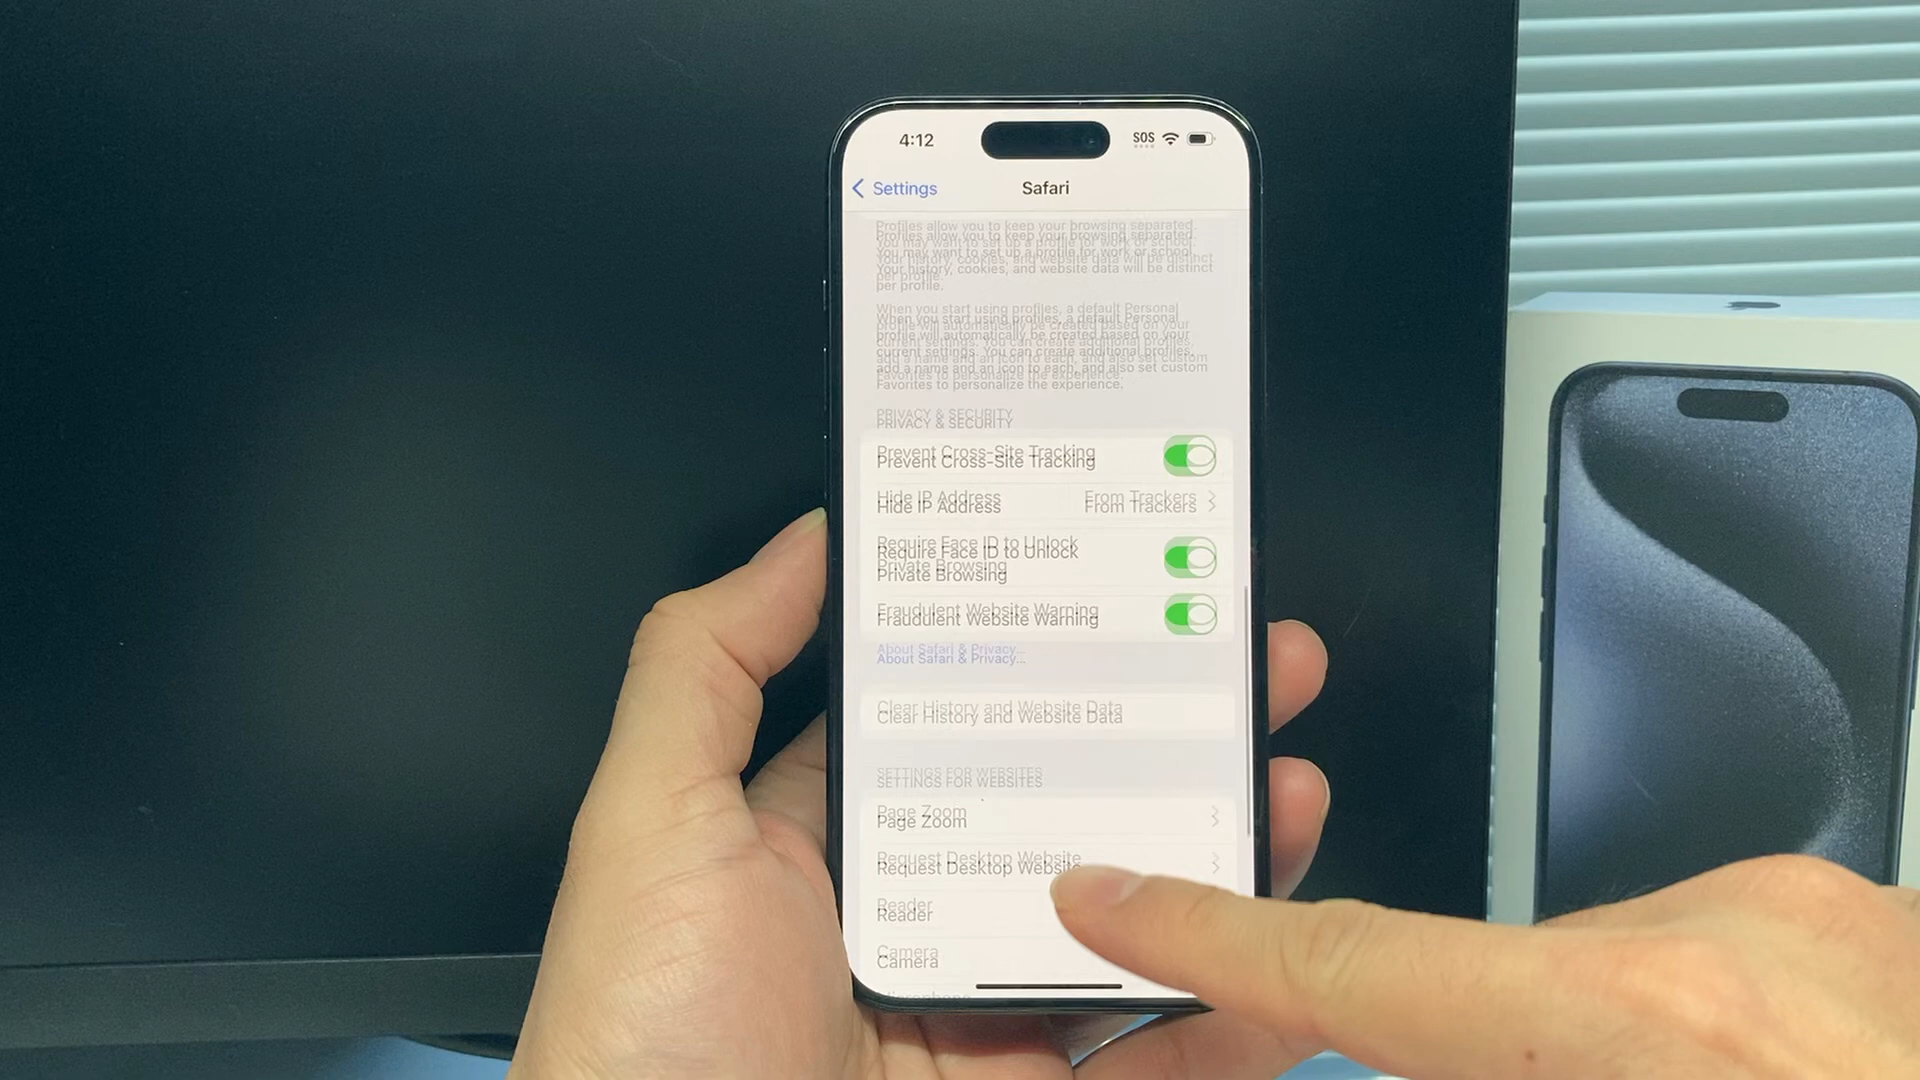 4:12
SOS
Settings
Safari
Profiles allow you to keep your browsing separated.
You may want to set up a profile for work or school.
Your history, cookies, and website data will be distinct
per profile.
When you start using profiles, a default Personal
profile will automatically be created based on your
current settings. You can create additional profiles,
add a name and an icon to each, and also set custom
Favorites to personalize the experience.
PRIVACY & SECURITY
Prevent Cross-Site Tracking
Hide IP Address From Trackers
Require Face ID to Unlock
Private Browsing
Fraudulent Website Warning
About Safari & Privacy...
Clear History and Website Data
SETTINGS FOR WEBSITES
Page Zoom
Request Desktop Website
Reader
Camera
Microphone